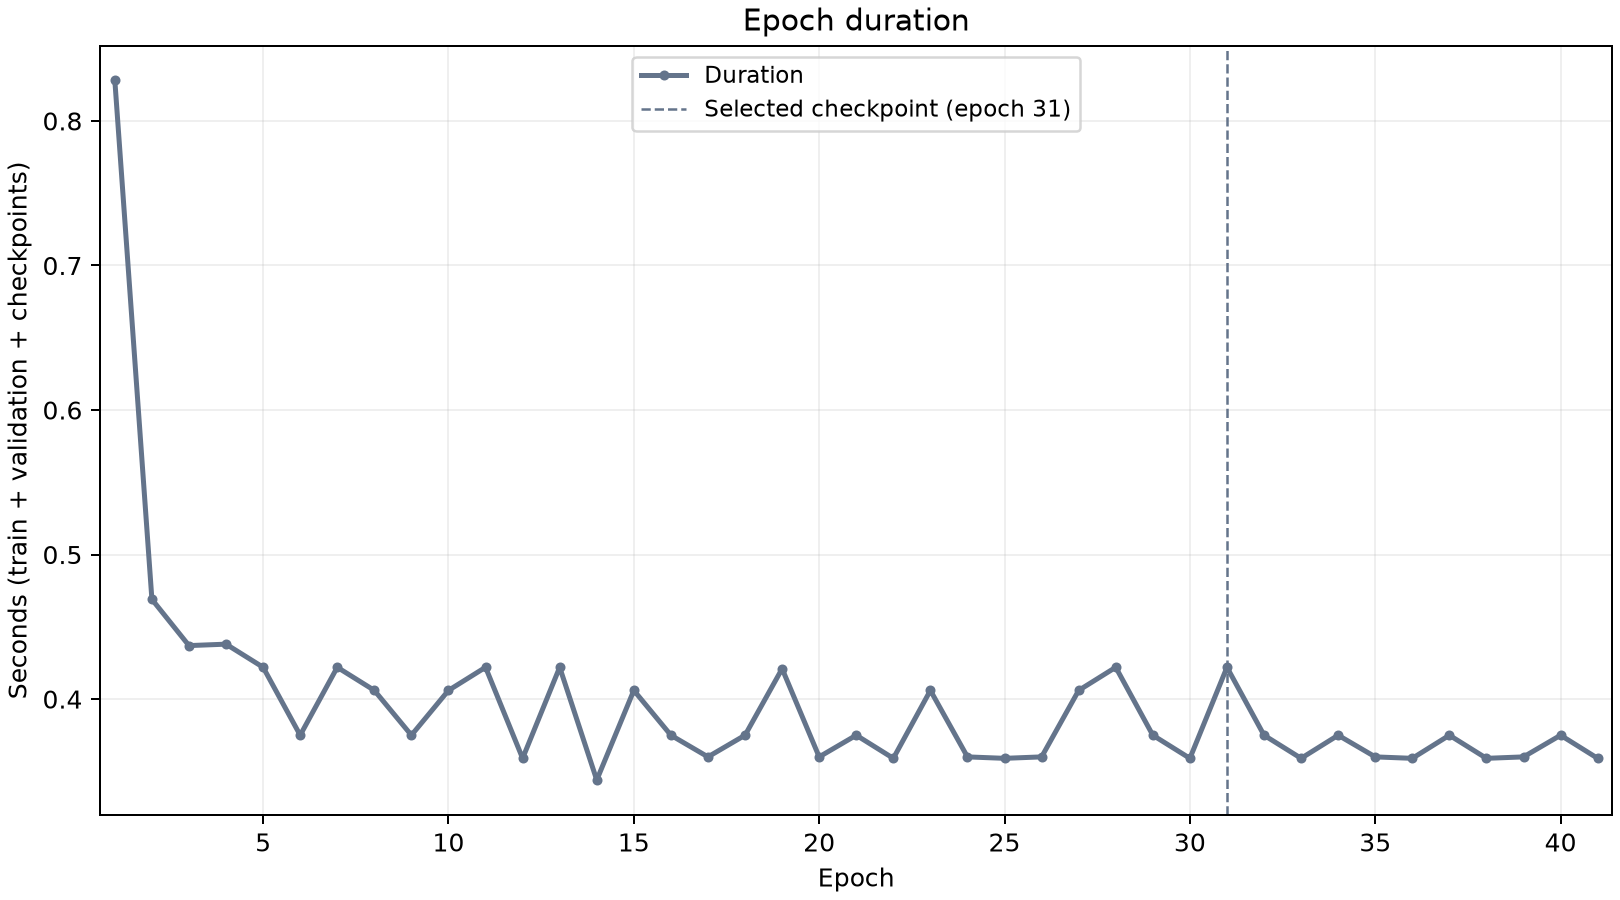 Epoch duration
Duration
Selected checkpoint (epoch 31)
Seconds (train + validation + checkpoints)
0.8
0.7
0.6
0.5
0.4
5 10 15 20 25 30 35 40
Epoch